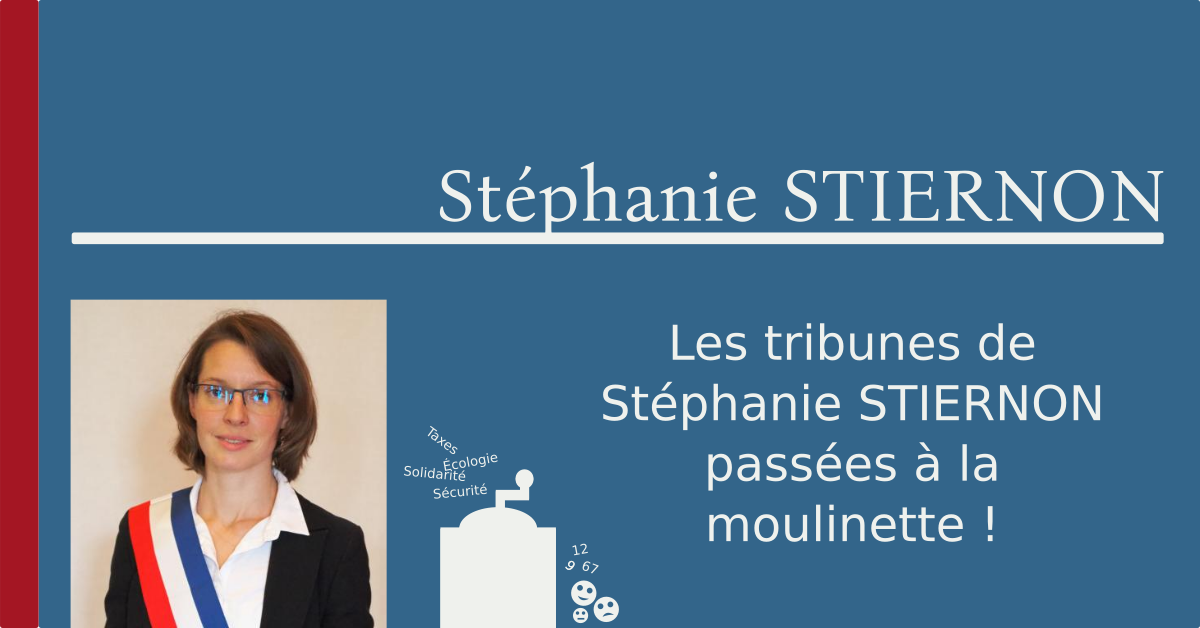 Stéphanie STIERNON
Les tribunes de
Stéphanie STIERNON
passées à la
moulinette !
Taxes
Écologie
Solidarité
Sécurité
12
9 67